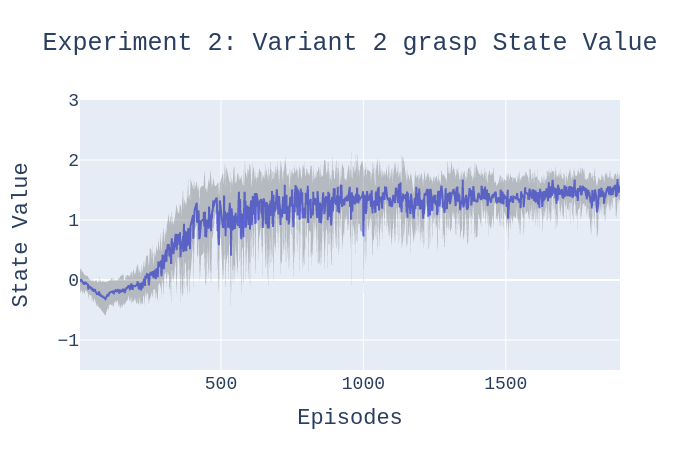 Experiment 2: Variant 2 grasp State Value
3
2
1
0
−1
State Value
500
1000
1500
Episodes